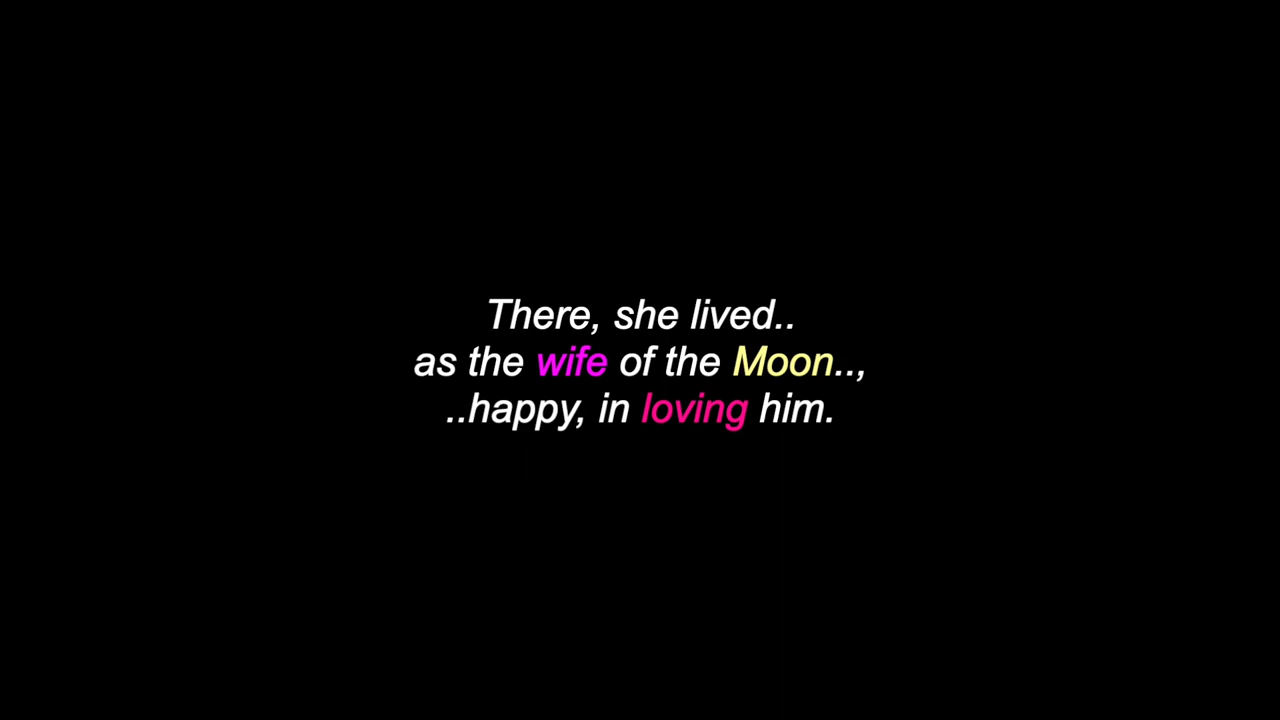 There, she lived..
as the wife of the Moon..,
..happy, in loving him.